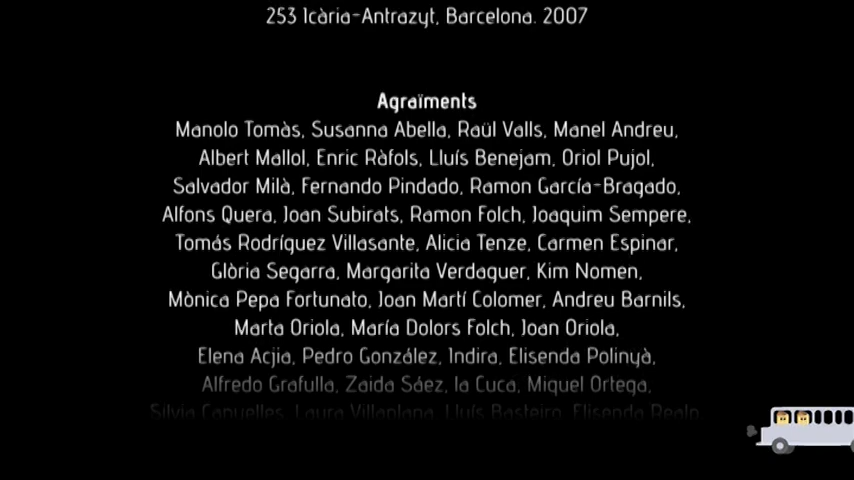 253 Icària-Antrazyt, Barcelona. 2007
Agraïments
Manolo Tomàs, Susanna Abella, Raül Valls, Manel Andreu,
Albert Mallol, Enric Ràfols, Lluís Benejam, Oriol Pujol,
Salvador Milà, Fernando Pindado, Ramon García-Bragado,
Alfons Quera, Joan Subirats, Ramon Folch, Joaquim Sempere,
Tomás Rodríguez Villasante, Alicia Tenze, Carmen Espinar,
Glòria Segarra, Margarita Verdaguer, Kim Nomen,
Mònica Pepa Fortunato, Joan Martí Colomer, Andreu Barnils,
Marta Oriola, María Dolors Folch, Joan Oriola,
Elena Acjia, Pedro González, Indira, Elisenda Polinyà,
Alfredo Grafulla, Zaida Sáez, la Cuca, Miquel Ortega,
Silvia Lluís Basteiro, Elisenda